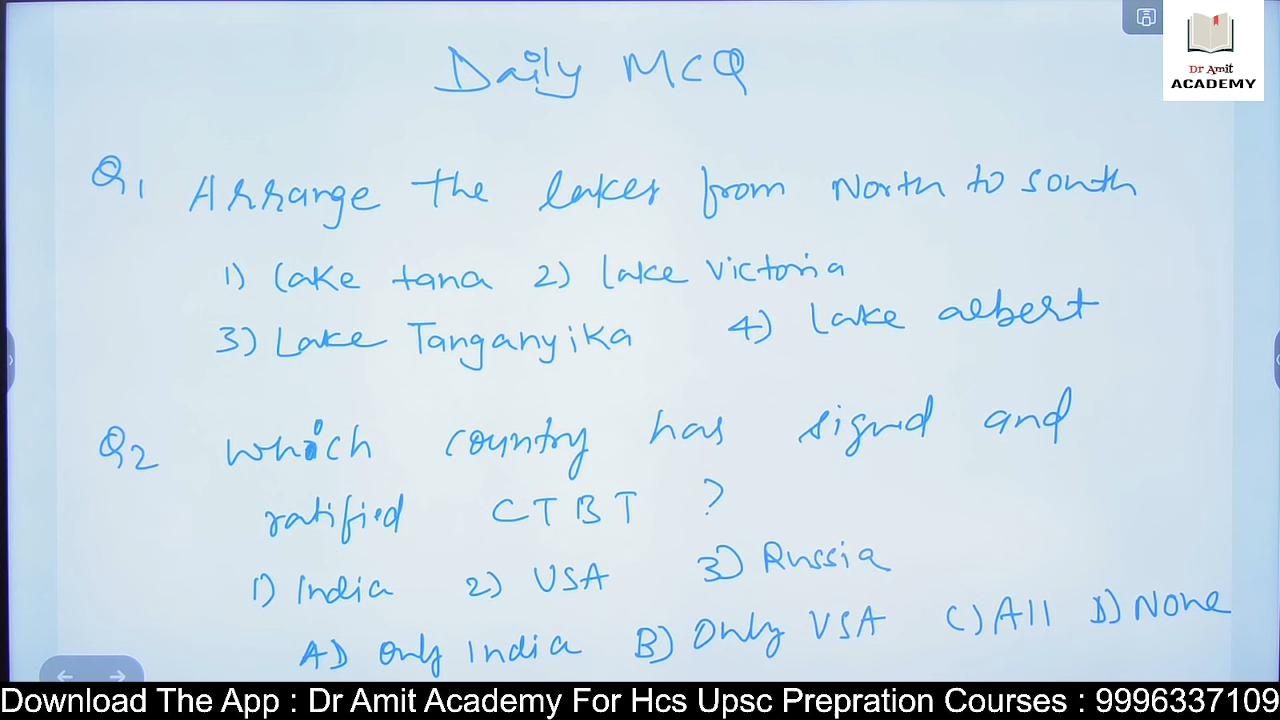 Dr Amit
ACADEMY
Daily MCQ
Q1 Arrange the lakes from North to south
1) Lake tana 2) Lake Victoria
3) Lake Tanganyika 4) Lake albert
Q2 which country has signd and
ratified CTBT ?
1) India 2) USA 3) Russia
A) Only India B) Only USA C) All D) None
Download The App : Dr Amit Academy For Hcs Upsc Prepration Courses : 9996337109